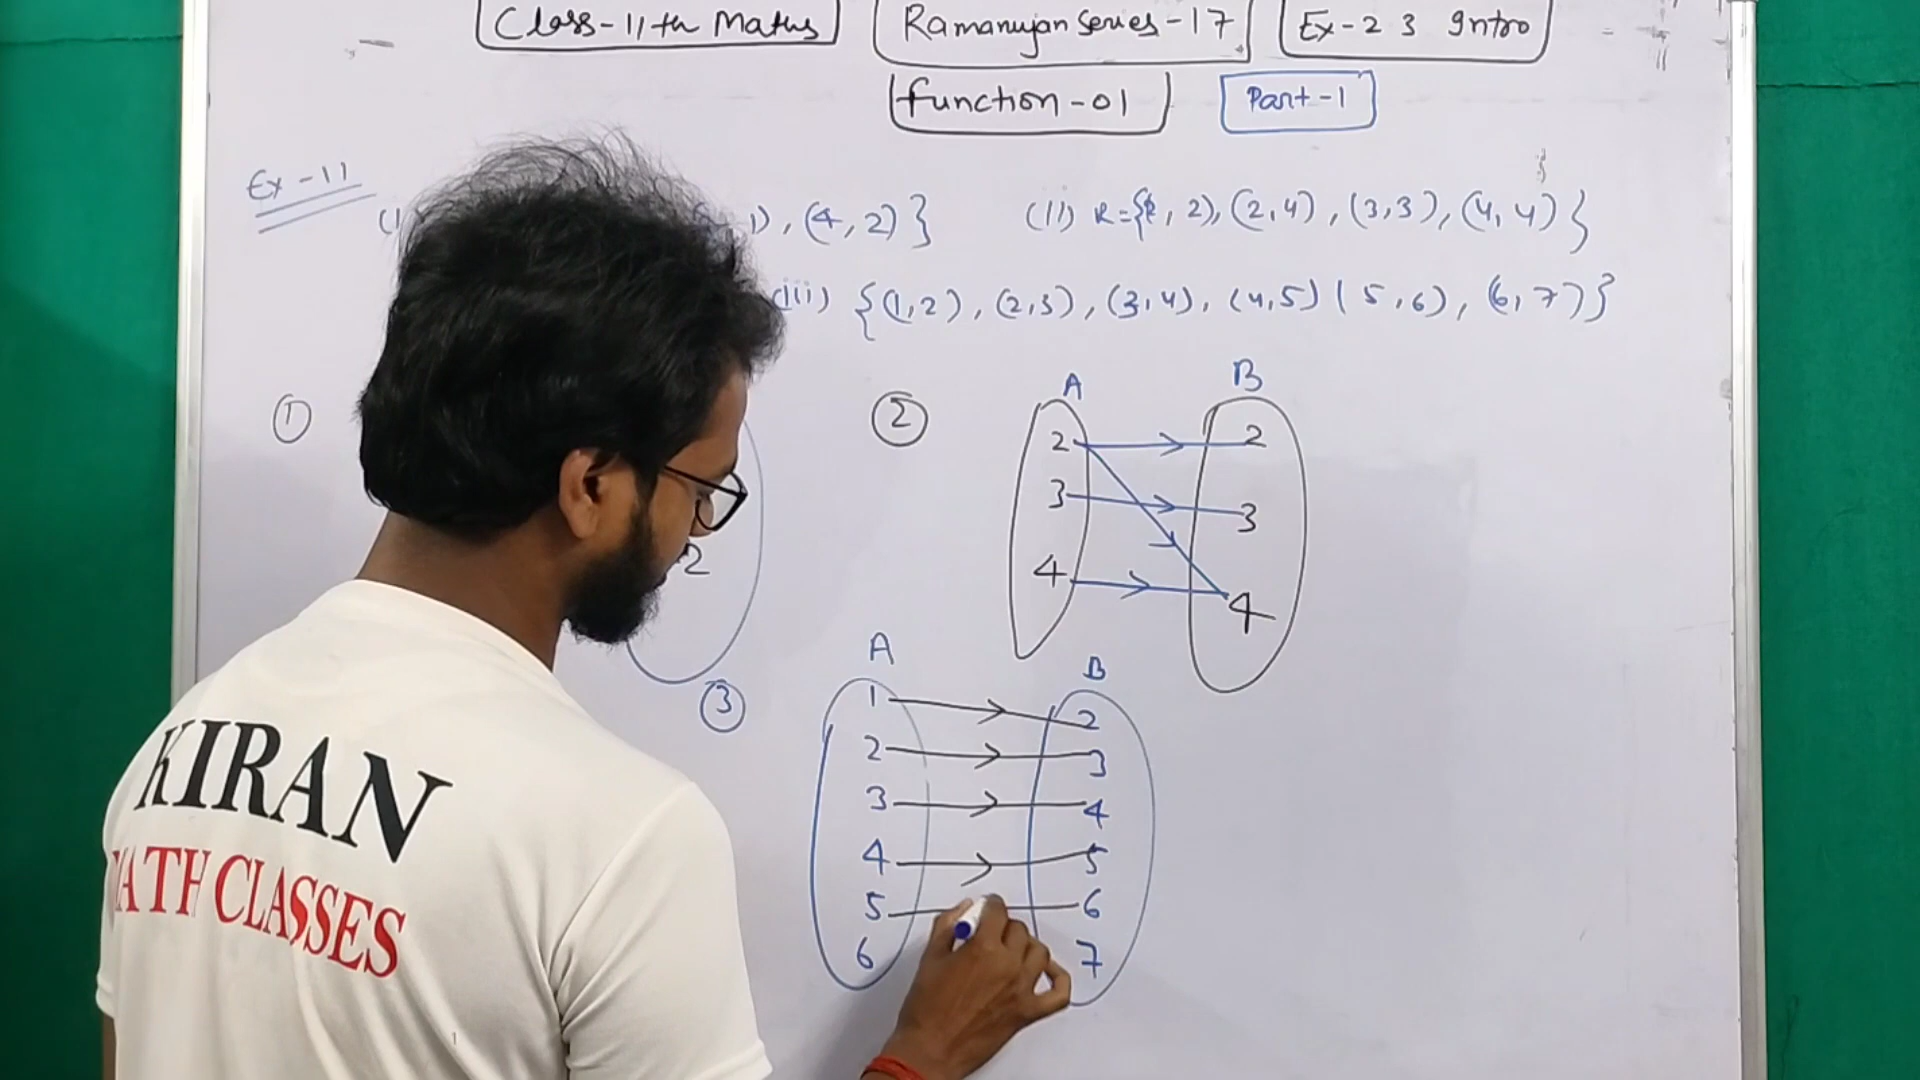 Class-11th Maths Ramanujan Series-17 Ex-2 3 Intro
function-01 Part-1
Ex-11
1), (4, 2)} (ii) R={2, 2), (2,4), (3,3), (4, 4)}
(iii) {(1,2), (2,3), (3,4), (4,5) (5,6), (6,7)}
①
②
A B
2 2
3 3
4 4
2
③
A B
1 2
2 3
3 4
4 5
5 6
6 7
KIRAN
MATH CLASSES